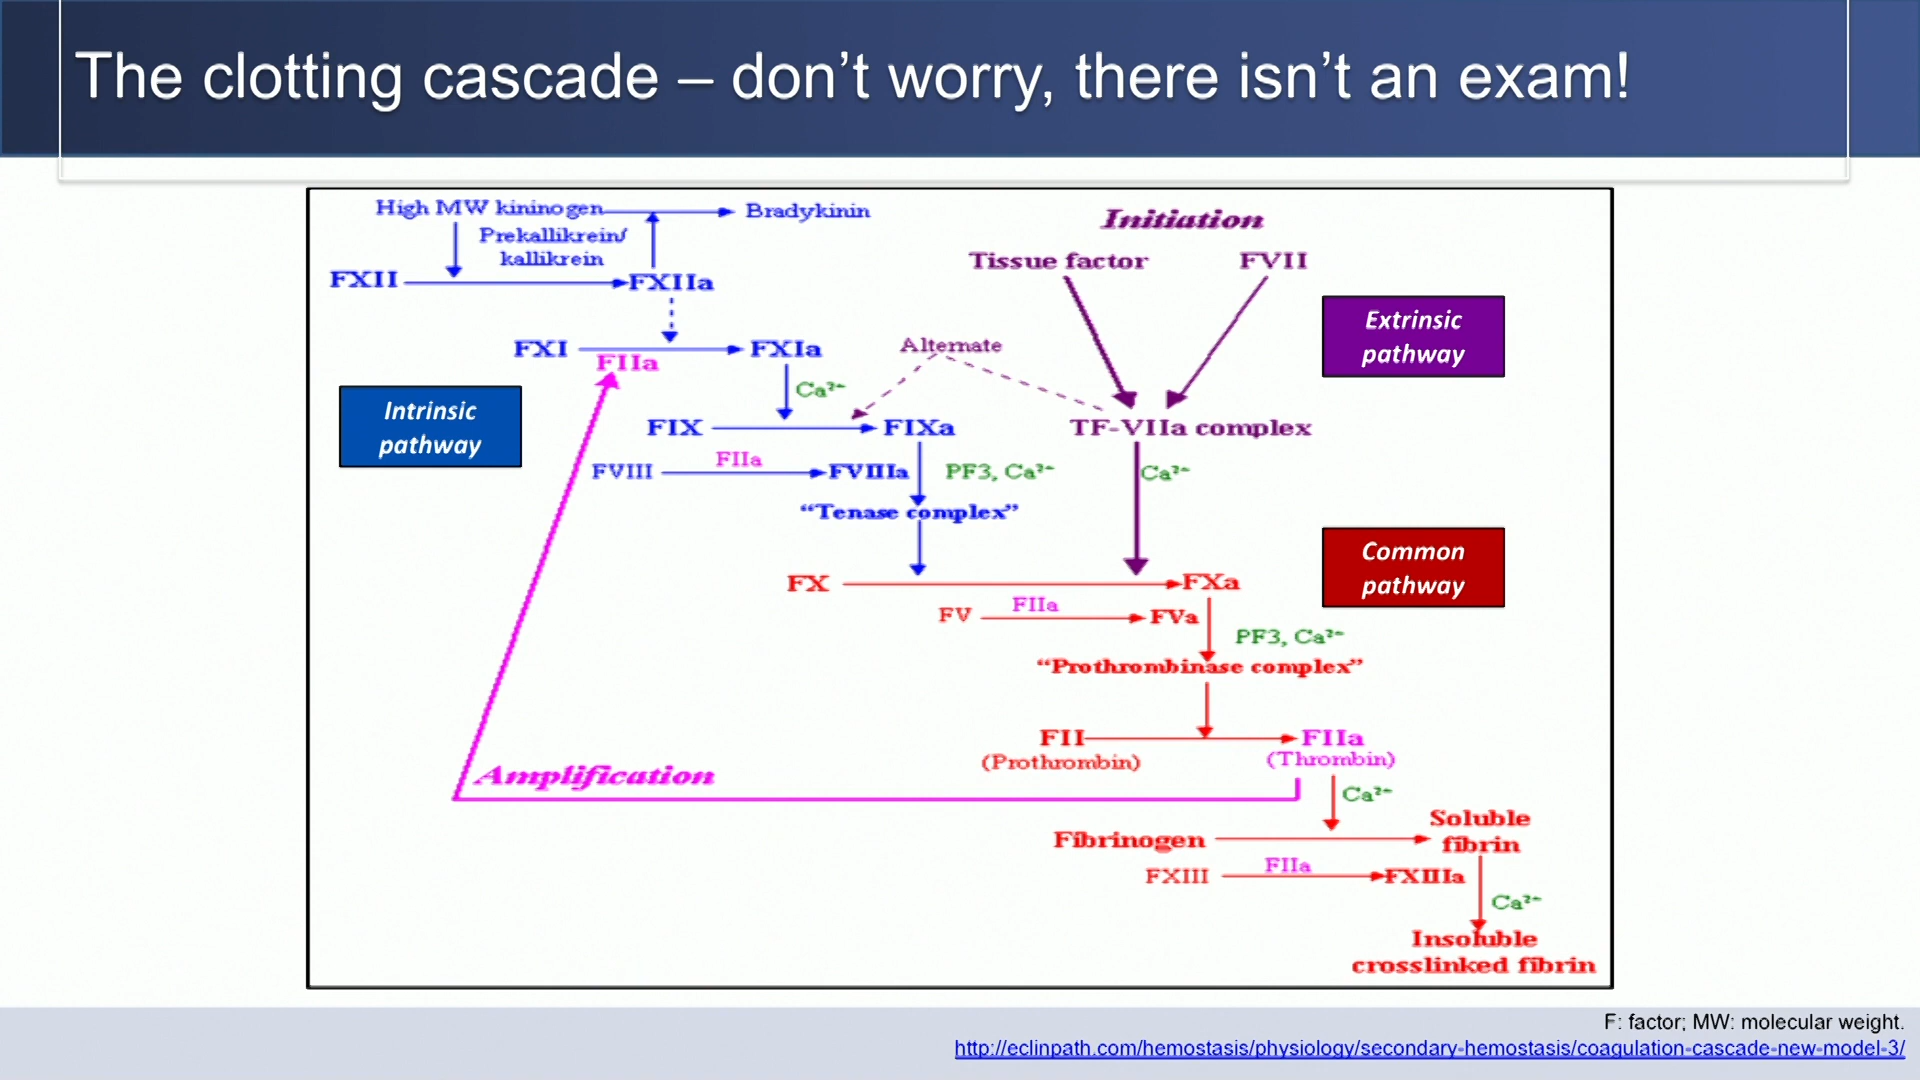 The clotting cascade – don’t worry, there isn’t an exam!
High MW kininogen
Bradykinin
Prekallikrein/
kallikrein
FXII
FXIIa
FXI
FIIa
FXIa
Ca²⁺
Intrinsic
pathway
FIX
FIXa
FVIII
FIIa
FVIIIa
PF3, Ca²⁺
“Tenase complex”
Initiation
Tissue factor
FVII
Extrinsic
pathway
Alternate
TF-VIIa complex
Ca²⁺
Common
pathway
FX
FXa
FV
FIIa
FVa
PF3, Ca²⁺
“Prothrombinase complex”
FII
(Prothrombin)
FIIa
(Thrombin)
Amplification
Ca²⁺
Fibrinogen
Soluble
fibrin
FXIII
FIIa
FXIIIa
Ca²⁺
Insoluble
crosslinked fibrin
F: factor; MW: molecular weight.
http://eclinpath.com/hemostasis/physiology/secondary-hemostasis/coagulation-cascade-new-model-3/